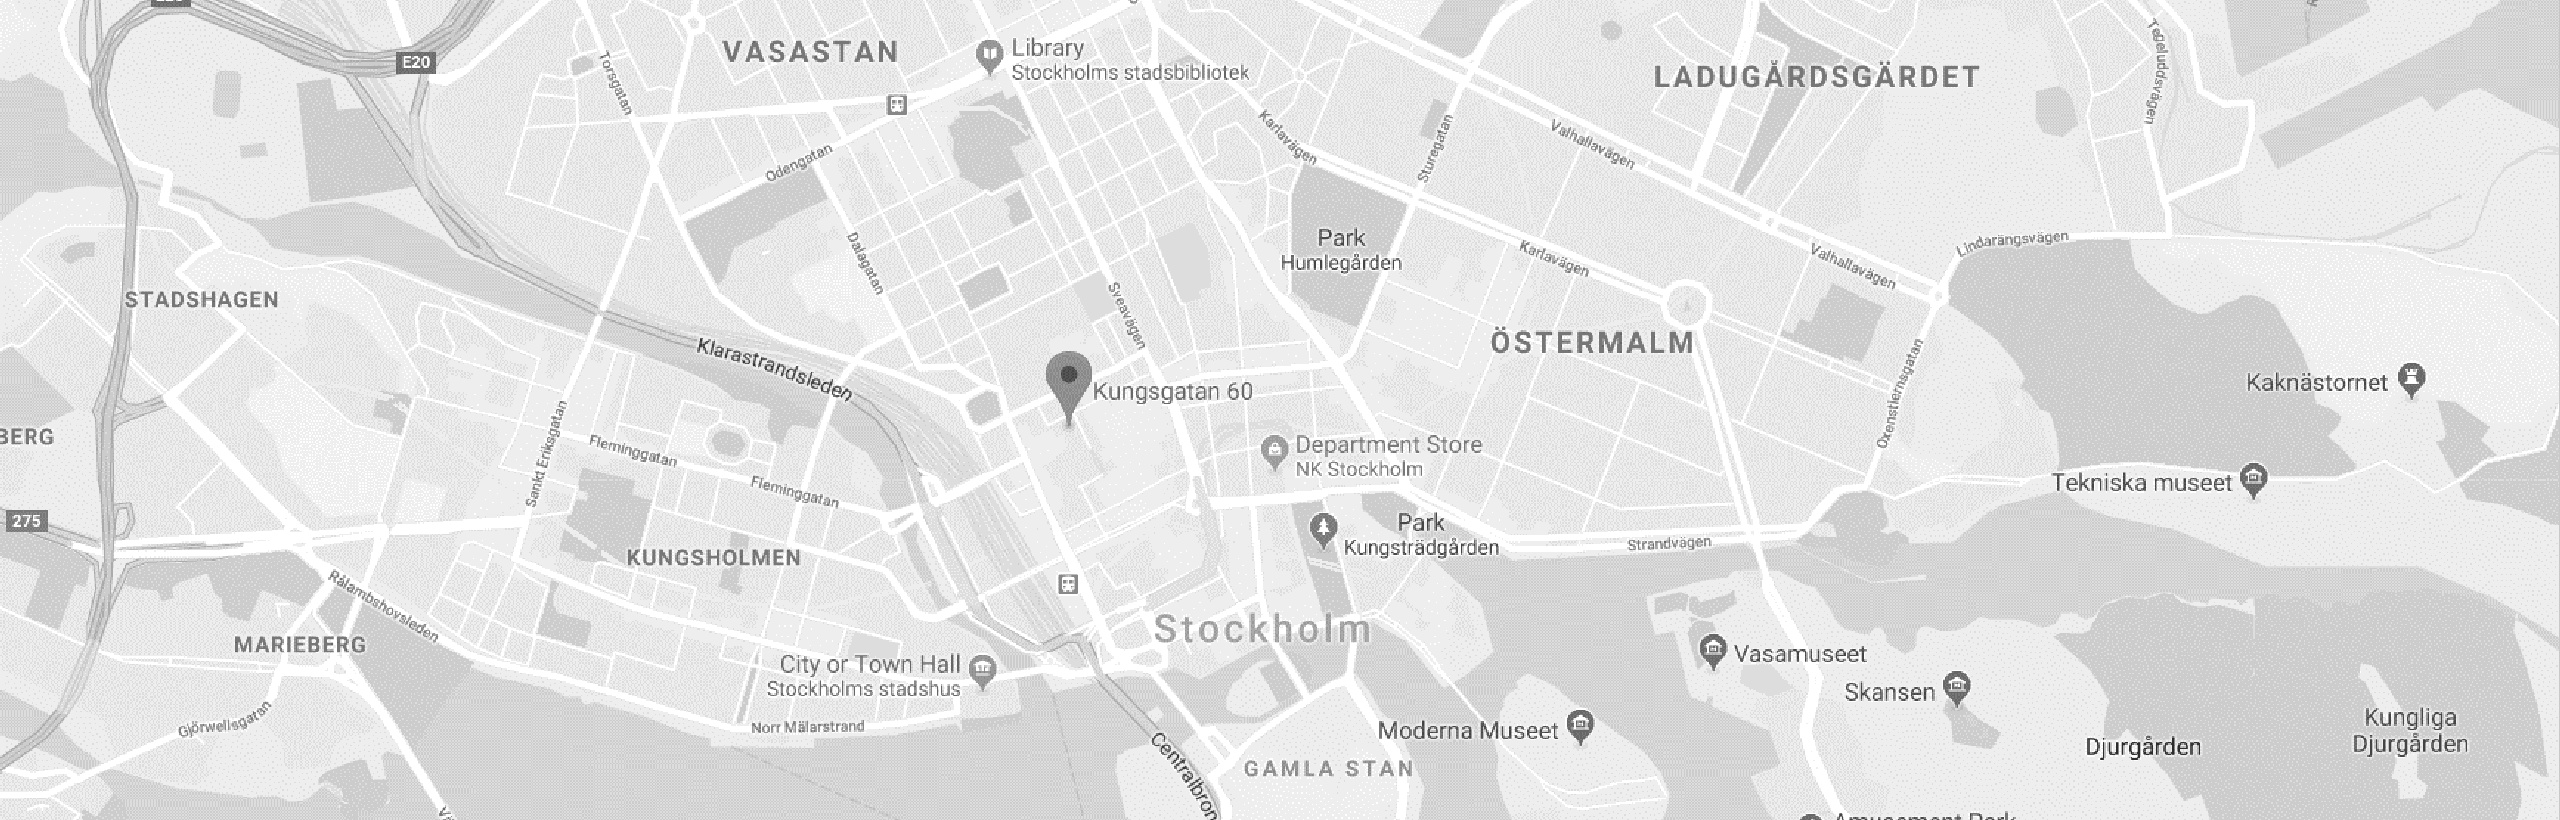 E20
VASASTAN
Library
Stockholms stadsbibliotek
LADUGÅRDSGÄRDET
Torsgatan
Tegeluddsvägen
Odengatan
Karlavägen
Sturegatan
Valhallavägen
Dalagatan
Park
Humlegården
Karlavägen
Valhallavägen
Lindarängsvägen
STADSHAGEN
Sveavägen
ÖSTERMALM
Klarastrandsleden
Kungsgatan 60
Oxenstiernsgatan
Kaknästornet
BERG
Sankt Eriksgatan
Fleminggatan
Fleminggatan
Department Store
NK Stockholm
Tekniska museet
275
Park
Kungsträdgården
Strandvägen
KUNGSHOLMEN
Rålambshovsleden
MARIEBERG
Stockholm
City or Town Hall
Stockholms stadshus
Vasamuseet
Skansen
Gjörwellsgatan
Norr Mälarstrand
Moderna Museet
Kungliga
Djurgården
Djurgården
Centralbron
GAMLA STAN
Amusement Park